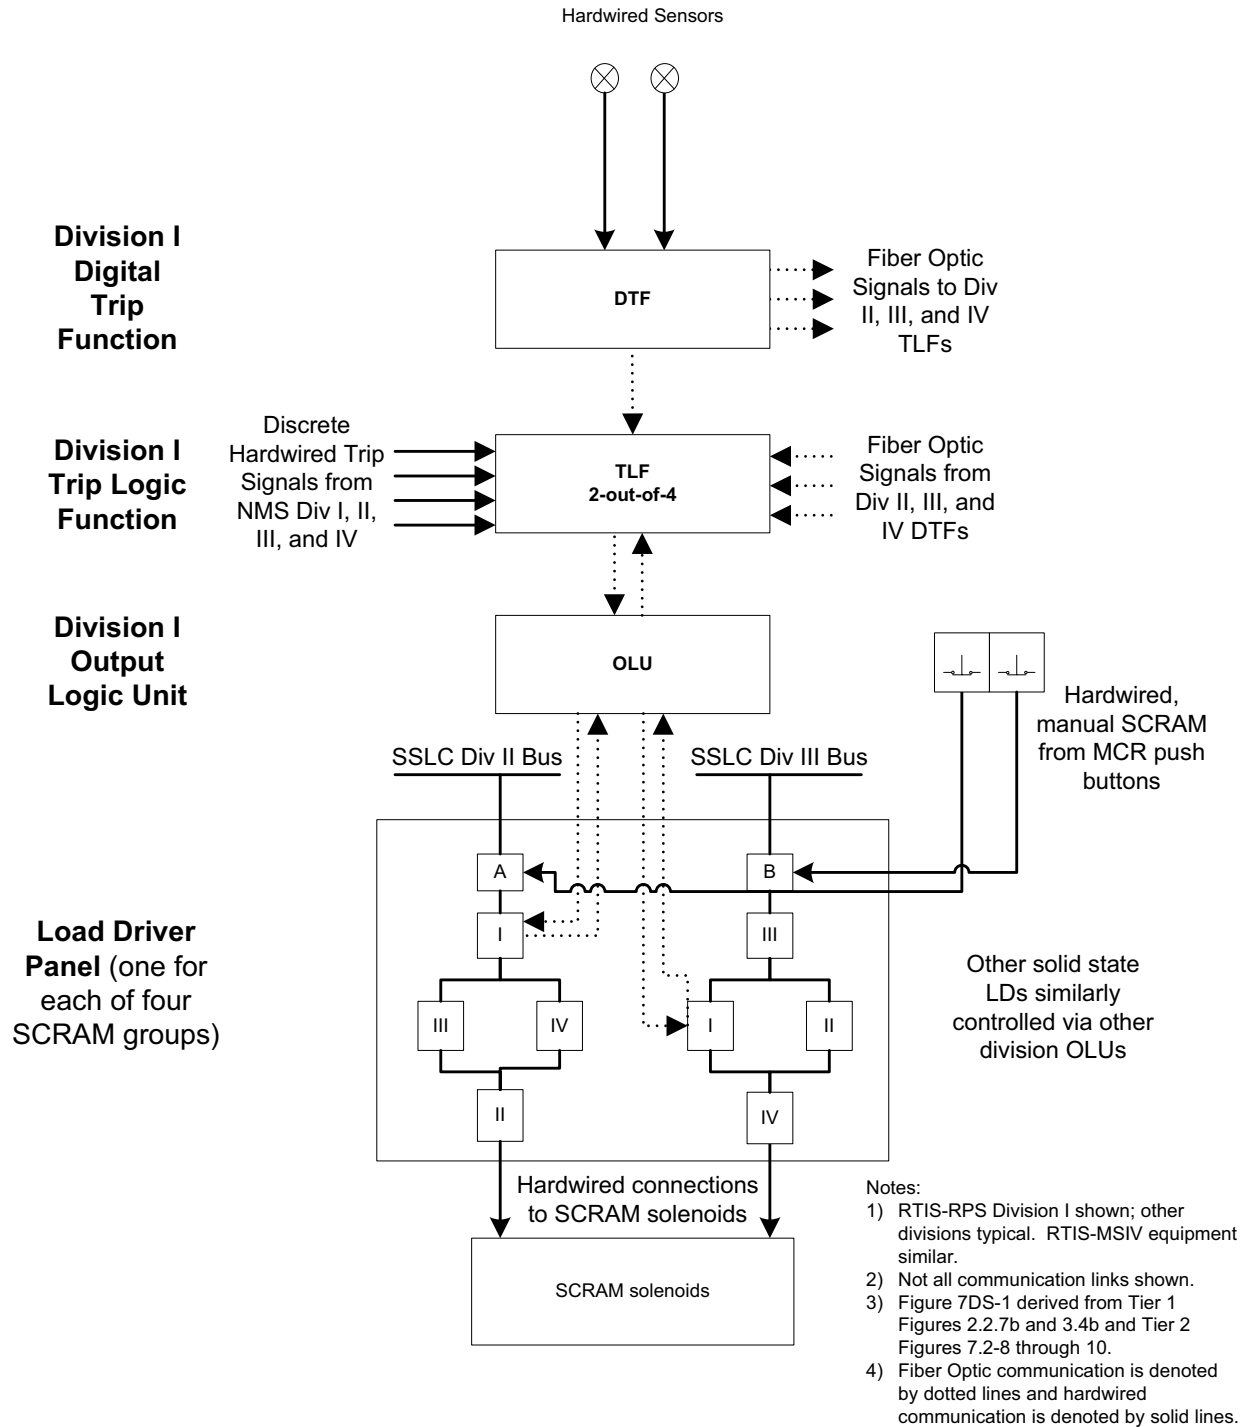 Hardwired Sensors
Division I
Digital
Trip
Function
DTF
Fiber Optic
Signals to Div
II, III, and IV
TLFs
Division I
Trip Logic
Function
Discrete
Hardwired Trip
Signals from
NMS Div I, II,
III, and IV
TLF
2-out-of-4
Fiber Optic
Signals from
Div II, III, and
IV DTFs
Division I
Output
Logic Unit
OLU
Hardwired,
manual SCRAM
from MCR push
buttons
SSLC Div II Bus
SSLC Div III Bus
A
B
I
III
III
IV
I
II
II
IV
Load Driver
Panel (one for
each of four
SCRAM groups)
Other solid state
LDs similarly
controlled via other
division OLUs
Hardwired connections
to SCRAM solenoids
SCRAM solenoids
Notes:
1) RTIS-RPS Division I shown; other
divisions typical. RTIS-MSIV equipment
similar.
2) Not all communication links shown.
3) Figure 7DS-1 derived from Tier 1
Figures 2.2.7b and 3.4b and Tier 2
Figures 7.2-8 through 10.
4) Fiber Optic communication is denoted
by dotted lines and hardwired
communication is denoted by solid lines.